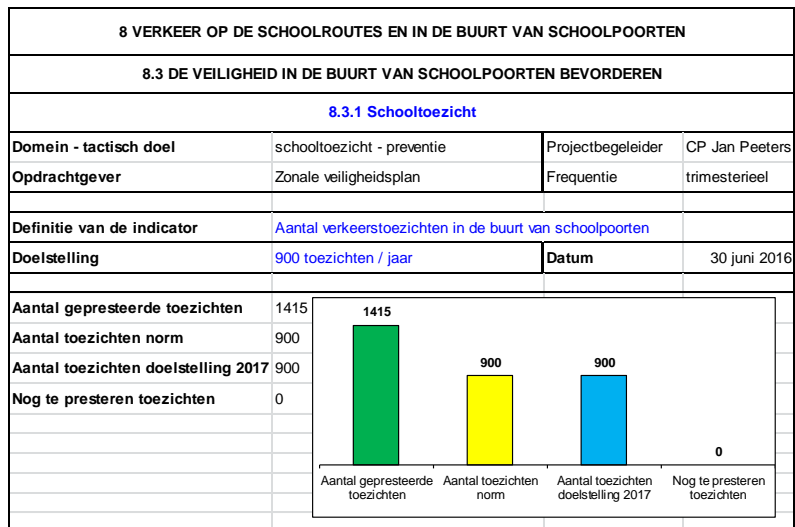 8 VERKEER OP DE SCHOOLROUTES EN IN DE BUURT VAN SCHOOLPOORTEN
8.3 DE VEILIGHEID IN DE BUURT VAN SCHOOLPOORTEN BEVORDEREN
8.3.1 Schooltoezicht
Domein - tactisch doel schooltoezicht - preventie Projectbegeleider CP Jan Peeters
Opdrachtgever Zonale veiligheidsplan Frequentie trimesterieel
Definitie van de indicator Aantal verkeerstoezichten in de buurt van schoolpoorten
Doelstelling 900 toezichten / jaar Datum 30 juni 2016
Aantal gepresteerde toezichten 1415
Aantal toezichten norm 900
Aantal toezichten doelstelling 2017 900
Nog te presteren toezichten 0
1415
900
900
0
Aantal gepresteerde toezichten
Aantal toezichten norm
Aantal toezichten doelstelling 2017
Nog te presteren toezichten